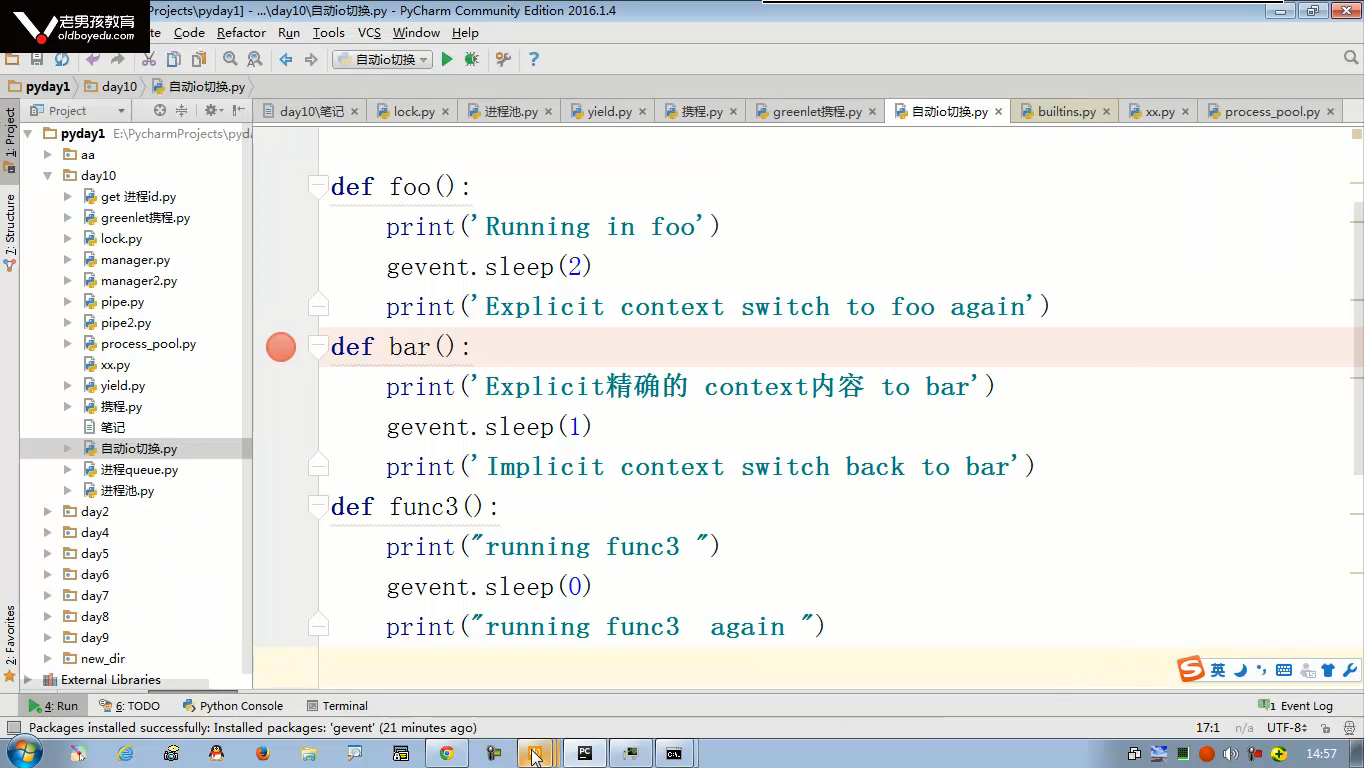 老男孩教育
oldboyedu.com
Projects\pyday1] - ...\day10\自动io切换.py - PyCharm Community Edition 2016.1.4
te Code Refactor Run Tools VCS Window Help
自动io切换
pyday1 day10 自动io切换.py
Project
day10\笔记 lock.py 进程池.py yield.py 携程.py greenlet携程.py 自动io切换.py builtins.py xx.py process_pool.py
1: Project
7: Structure
2: Favorites
pyday1 E:\PycharmProjects\pyda
aa
day10
get 进程id.py
greenlet携程.py
lock.py
manager.py
manager2.py
pipe.py
pipe2.py
process_pool.py
xx.py
yield.py
携程.py
笔记
自动io切换.py
进程queue.py
进程池.py
day2
day4
day5
day6
day7
day8
day9
new_dir
External Libraries
def foo():
print('Running in foo')
gevent.sleep(2)
print('Explicit context switch to foo again')
def bar():
print('Explicit精确的 context内容 to bar')
gevent.sleep(1)
print('Implicit context switch back to bar')
def func3():
print("running func3 ")
gevent.sleep(0)
print("running func3  again ")
英
4: Run 6: TODO Python Console Terminal 1 Event Log
Packages installed successfully: Installed packages: 'gevent' (21 minutes ago) 17:1 n/a UTF-8
PC C:\ 14:57